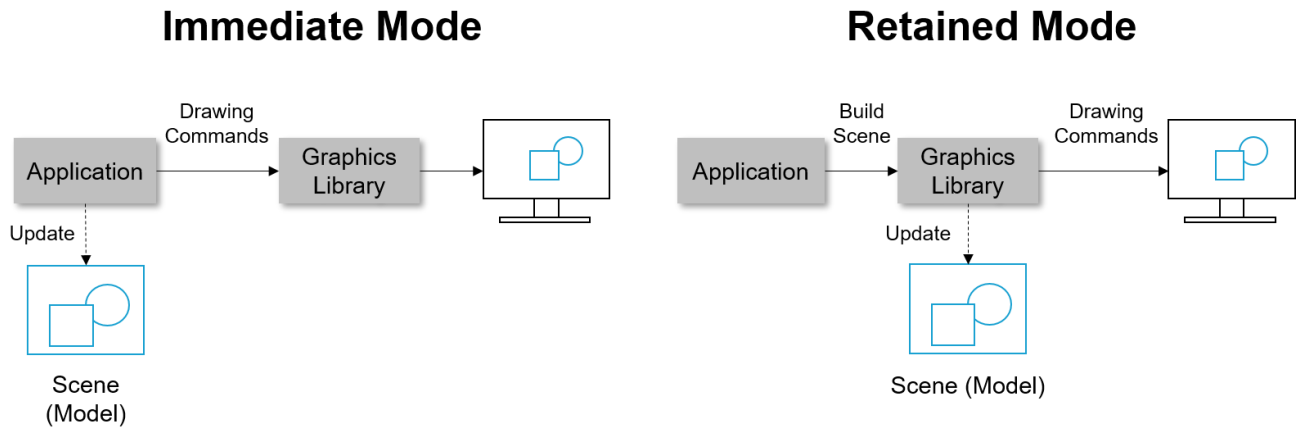 Immediate Mode
Drawing
Commands
Application
Graphics
Library
Update
Scene
(Model)
Retained Mode
Build
Scene
Drawing
Commands
Application
Graphics
Library
Update
Scene (Model)